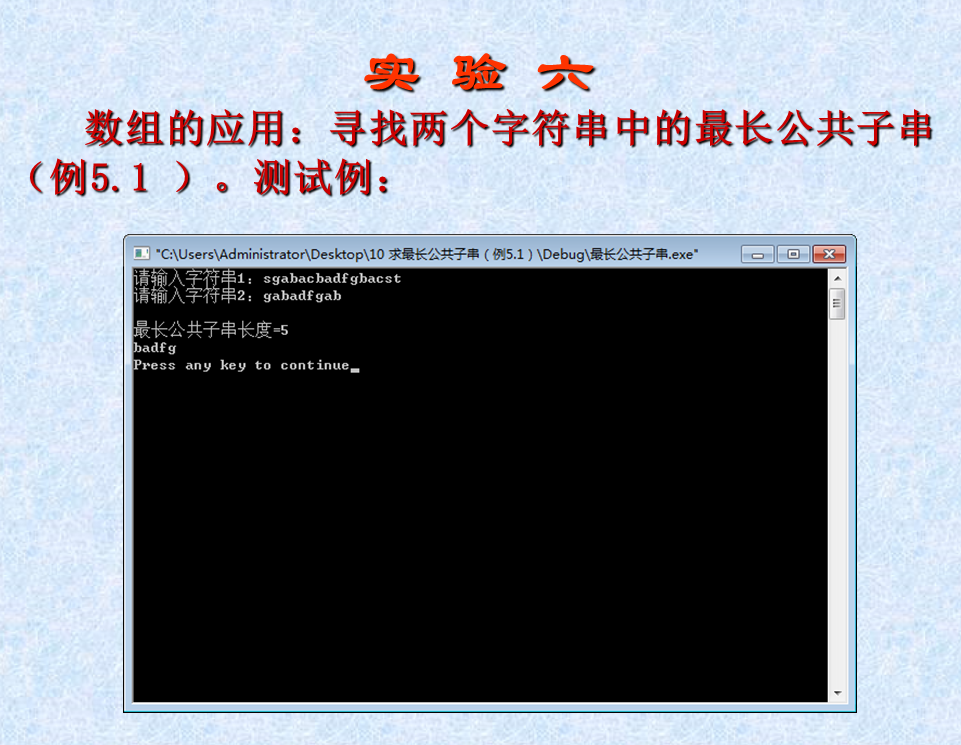 实 验 六
数组的应用：寻找两个字符串中的最长公共子串
（例5.1 ）。测试例：
"C:\Users\Administrator\Desktop\10 求最长公共子串（例5.1）\Debug\最长公共子串.exe"
请输入字符串1：sgabacbadfgbacst
请输入字符串2：gabadfgab
最长公共子串长度=5
badfg
Press any key to continue